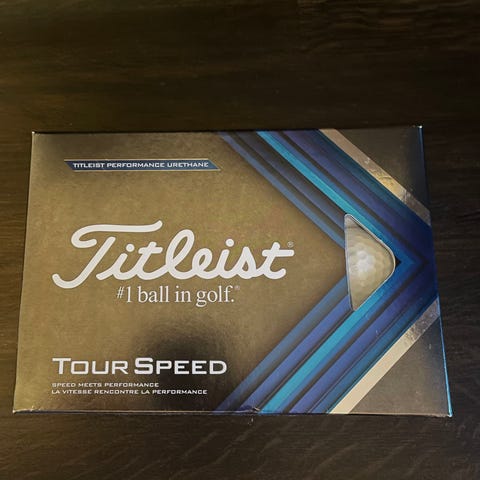 TITLEIST PERFORMANCE URETHANE
Titleist®
#1 ball in golf.®
TOUR SPEED
SPEED MEETS PERFORMANCE
LA VITESSE RENCONTRE LA PERFORMANCE